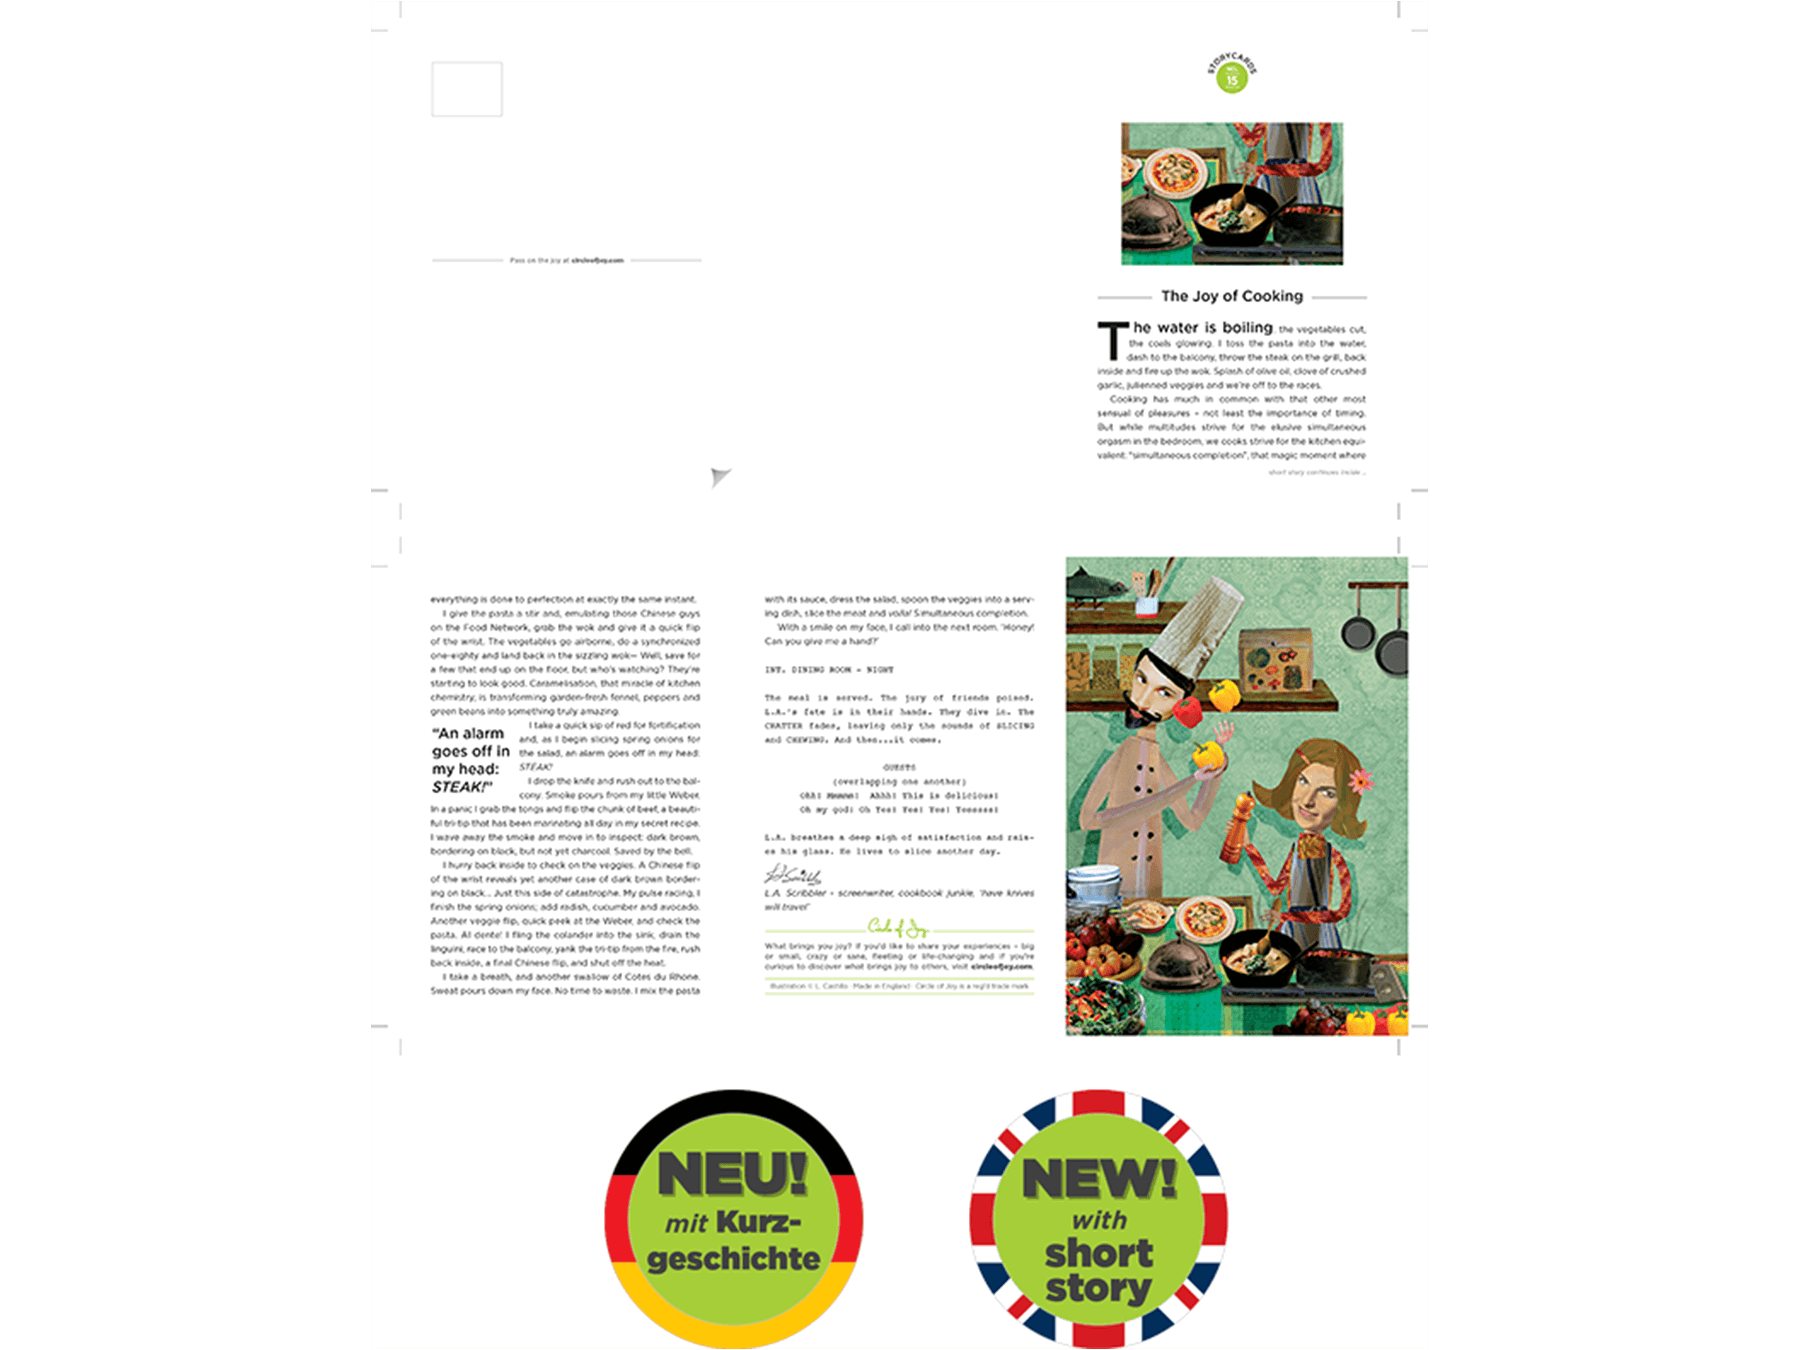 STORYCARDS
No.
15
Pass on the joy at circleofjoy.com
The Joy of Cooking
The water is boiling, the vegetables cut,
the coals glowing. I toss the pasta into the water,
dash to the balcony, throw the steak on the grill, back
inside and fire up the wok. Splash of olive oil, clove of crushed
garlic, julienned veggies and we're off to the races.
Cooking has much in common with that other most
sensual of pleasures – not least the importance of timing.
But while multitudes strive for the elusive simultaneous
orgasm in the bedroom, we cooks strive for the kitchen equi-
valent: "simultaneous completion", that magic moment where
short story continues inside ...
everything is done to perfection at exactly the same instant.
I give the pasta a stir and, emulating those Chinese guys
on the Food Network, grab the wok and give it a quick flip
of the wrist. The vegetables go airborne, do a synchronized
one-eighty and land back in the sizzling wok— Well, save for
a few that end up on the floor, but who's watching? They're
starting to look good. Caramelisation, that miracle of kitchen
chemistry, is transforming garden-fresh fennel, peppers and
green beans into something truly amazing.
I take a quick sip of red for fortification
and, as I begin slicing spring onions for
the salad, an alarm goes off in my head:
STEAK!
"An alarm
goes off in
my head:
STEAK!"
I drop the knife and rush out to the bal-
cony. Smoke pours from my little Weber.
In a panic I grab the tongs and flip the chunk of beef, a beauti-
ful tri-tip that has been marinating all day in my secret recipe.
I wave away the smoke and move in to inspect: dark brown,
bordering on black, but not yet charcoal. Saved by the bell.
I hurry back inside to check on the veggies. A Chinese flip
of the wrist reveals yet another case of dark brown border-
ing on black... Just this side of catastrophe. My pulse racing, I
finish the spring onions; add radish, cucumber and avocado.
Another veggie flip, quick peek at the Weber, and check the
pasta. Al dente! I fling the colander into the sink, drain the
linguini, race to the balcony, yank the tri-tip from the fire, rush
back inside, a final Chinese flip, and shut off the heat.
I take a breath, and another swallow of Cotes du Rhone.
Sweat pours down my face. No time to waste. I mix the pasta
with its sauce, dress the salad, spoon the veggies into a serv-
ing dish, slice the meat and voila! Simultaneous completion.
With a smile on my face, I call into the next room. 'Honey!
Can you give me a hand?'
INT. DINING ROOM - NIGHT
The meal is served. The jury of friends poised.
L.A.'s fate is in their hands. They dive in. The
CHATTER fades, leaving only the sounds of SLICING
and CHEWING. And then...it comes.
GUESTS
(overlapping one another)
Ohh! Mmmmm! Ahhh! This is delicious!
Oh my god! Oh Yes! Yes! Yes! Yessssss!
L.A. breathes a deep sigh of satisfaction and rais-
es his glass. He lives to slice another day.
L.A. Scribbler - screenwriter, cookbook junkie, 'have knives
will travel'
Circle of Joy
What brings you joy? If you'd like to share your experiences – big
or small, crazy or sane, fleeting or life-changing and if you're
curious to discover what brings joy to others, visit circleofjoy.com.
Illustration © L. Castillo · Made in England · Circle of Joy is a reg'd trade mark
NEU!
mit Kurz-
geschichte
NEW!
with
short
story